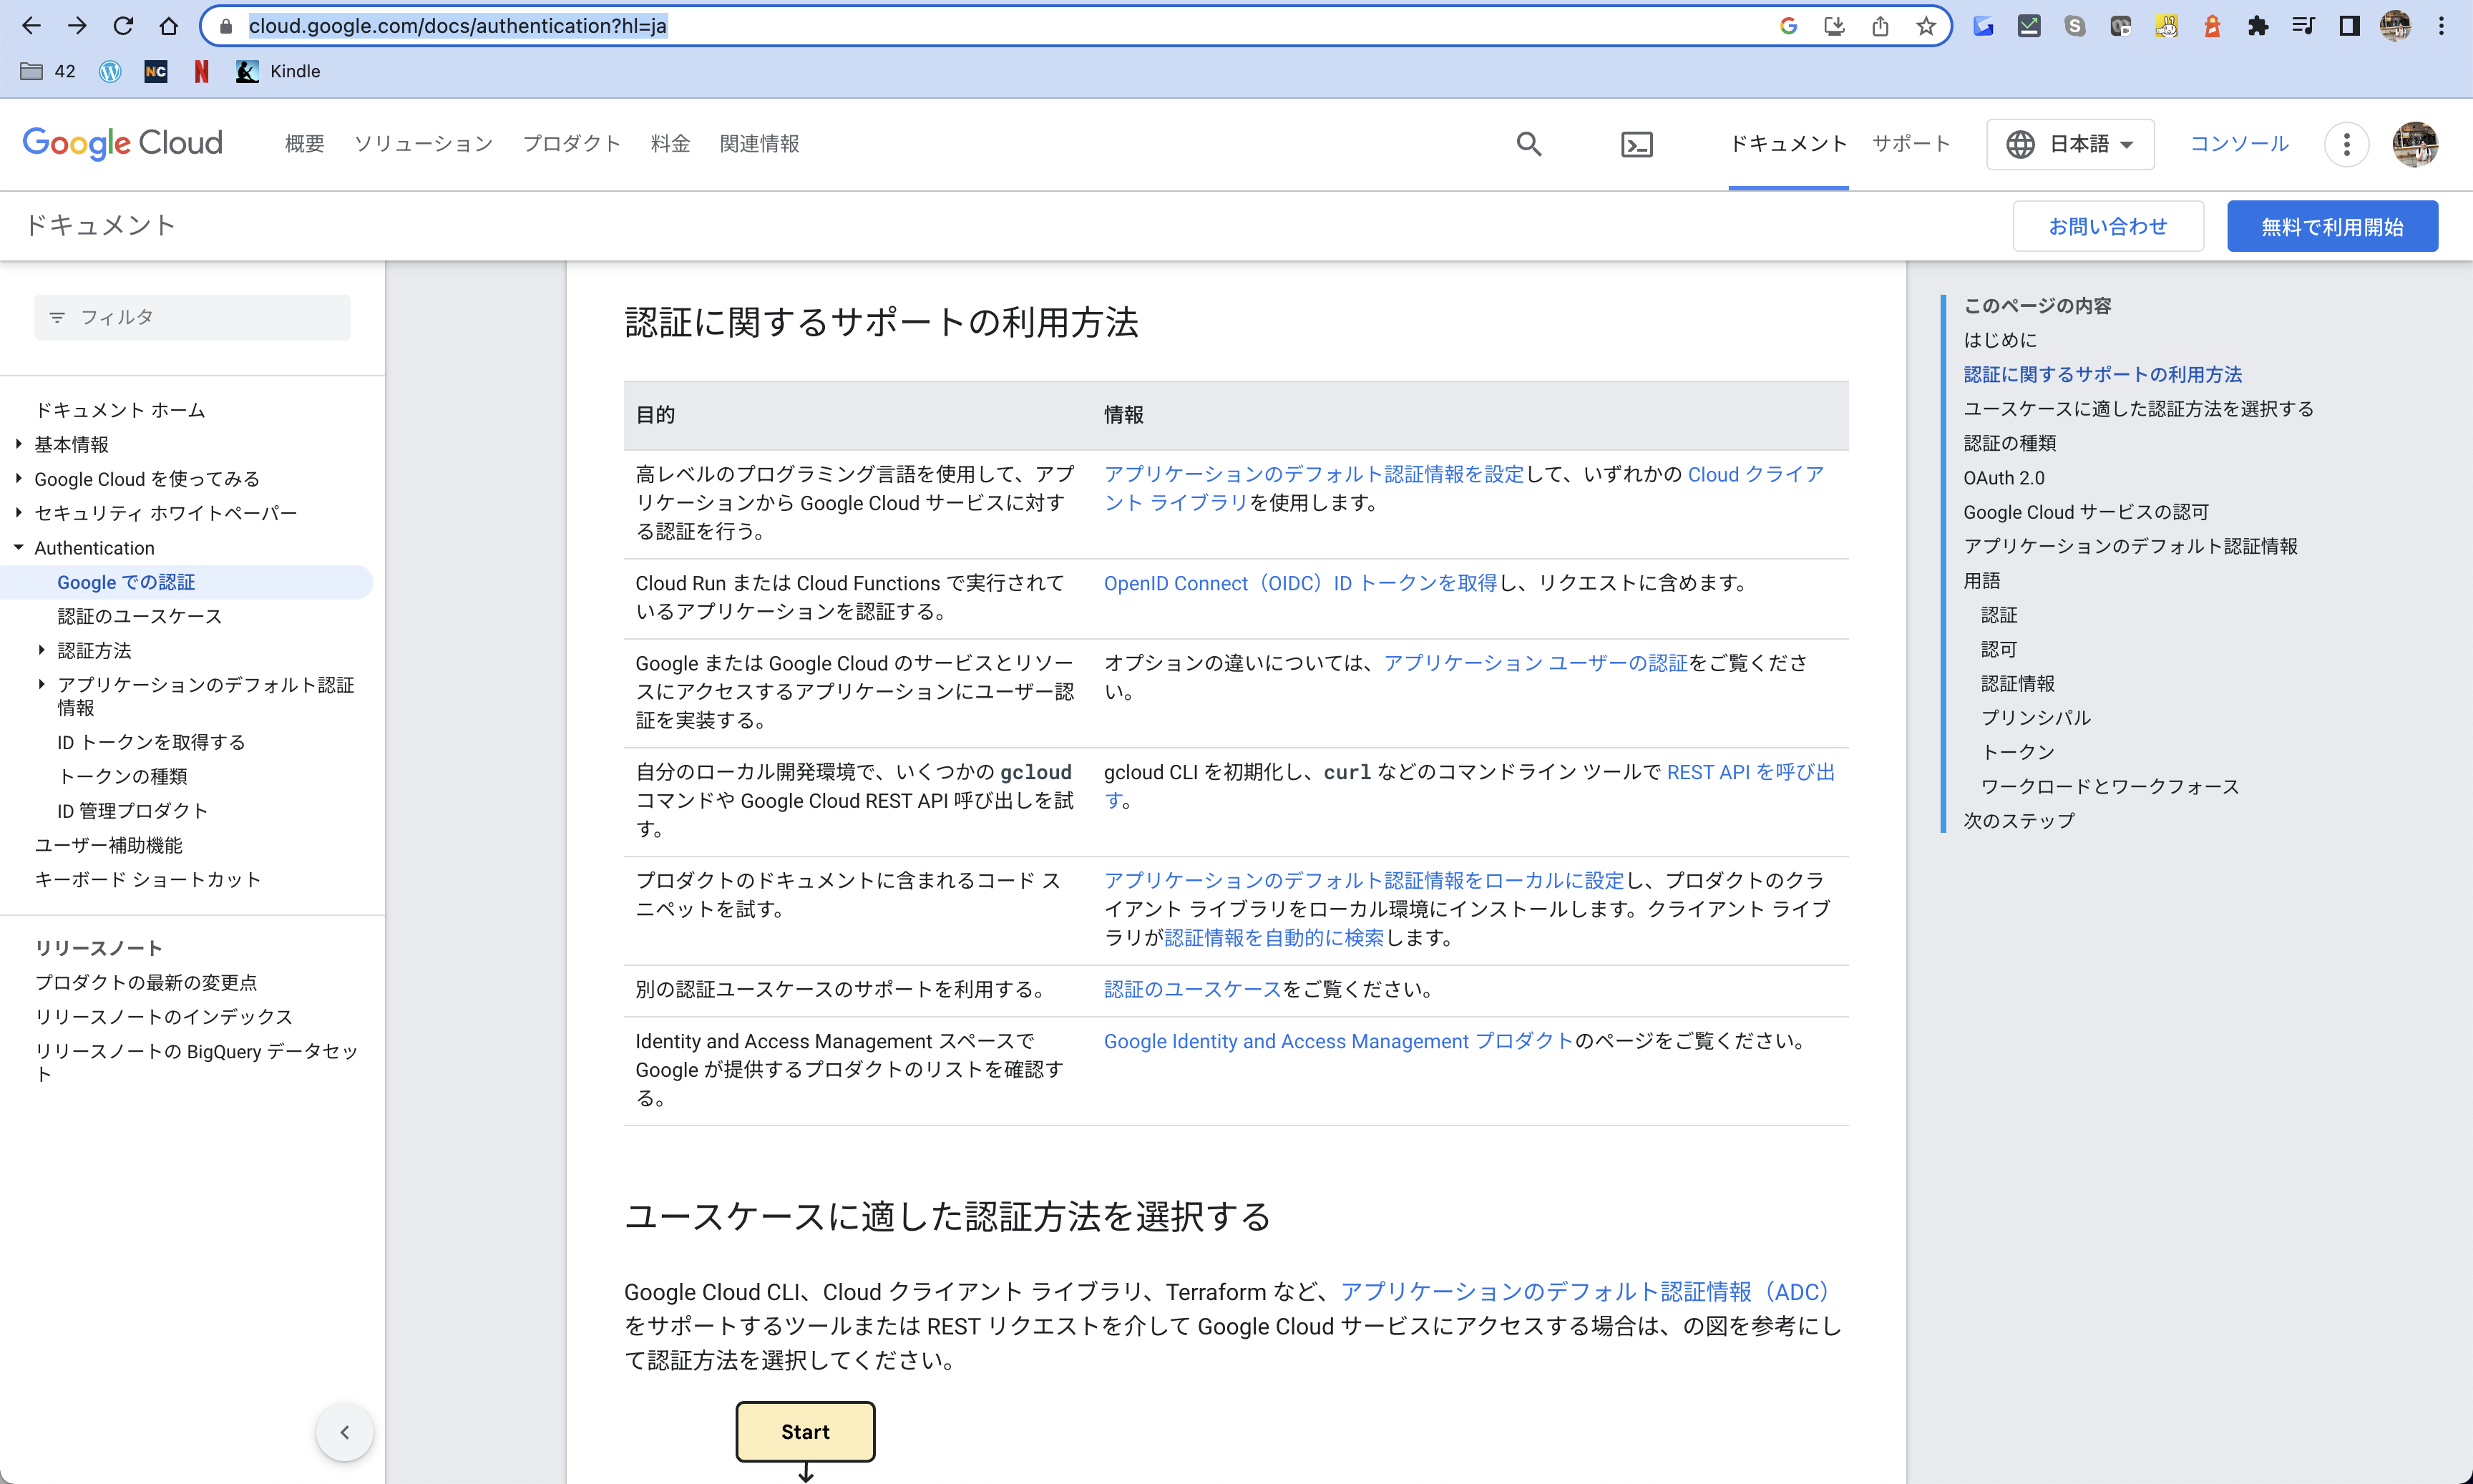 cloud.google.com/docs/authentication?hl=ja
42
NC
N
Kindle
Google Cloud
概要
ソリューション
プロダクト
料金
関連情報
ドキュメント
サポート
日本語
コンソール
ドキュメント
お問い合わせ
無料で利用開始
フィルタ
ドキュメント ホーム
基本情報
Google Cloud を使ってみる
セキュリティ ホワイトペーパー
Authentication
Google での認証
認証のユースケース
認証方法
アプリケーションのデフォルト認証
情報
ID トークンを取得する
トークンの種類
ID 管理プロダクト
ユーザー補助機能
キーボード ショートカット
リリースノート
プロダクトの最新の変更点
リリースノートのインデックス
リリースノートの BigQuery データセッ
ト
認証に関するサポートの利用方法
目的
情報
高レベルのプログラミング言語を使用して、アプ
リケーションから Google Cloud サービスに対す
る認証を行う。
アプリケーションのデフォルト認証情報を設定して、いずれかの Cloud クライア
ント ライブラリを使用します。
Cloud Run または Cloud Functions で実行されて
いるアプリケーションを認証する。
OpenID Connect（OIDC）ID トークンを取得し、リクエストに含めます。
Google または Google Cloud のサービスとリソー
スにアクセスするアプリケーションにユーザー認
証を実装する。
オプションの違いについては、アプリケーション ユーザーの認証をご覧くださ
い。
自分のローカル開発環境で、いくつかの gcloud
コマンドや Google Cloud REST API 呼び出しを試
す。
gcloud CLI を初期化し、curl などのコマンドライン ツールで REST API を呼び出
す。
プロダクトのドキュメントに含まれるコード ス
ニペットを試す。
アプリケーションのデフォルト認証情報をローカルに設定し、プロダクトのクラ
イアント ライブラリをローカル環境にインストールします。クライアント ライブ
ラリが認証情報を自動的に検索します。
別の認証ユースケースのサポートを利用する。
認証のユースケースをご覧ください。
Identity and Access Management スペースで
Google が提供するプロダクトのリストを確認す
る。
Google Identity and Access Management プロダクトのページをご覧ください。
ユースケースに適した認証方法を選択する
Google Cloud CLI、Cloud クライアント ライブラリ、Terraform など、アプリケーションのデフォルト認証情報（ADC）
をサポートするツールまたは REST リクエストを介して Google Cloud サービスにアクセスする場合は、の図を参考にし
て認証方法を選択してください。
Start
このページの内容
はじめに
認証に関するサポートの利用方法
ユースケースに適した認証方法を選択する
認証の種類
OAuth 2.0
Google Cloud サービスの認可
アプリケーションのデフォルト認証情報
用語
認証
認可
認証情報
プリンシパル
トークン
ワークロードとワークフォース
次のステップ